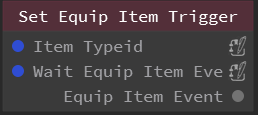 Set Equip Item Trigger
Item Typeid
Wait Equip Item Eve
Equip Item Event